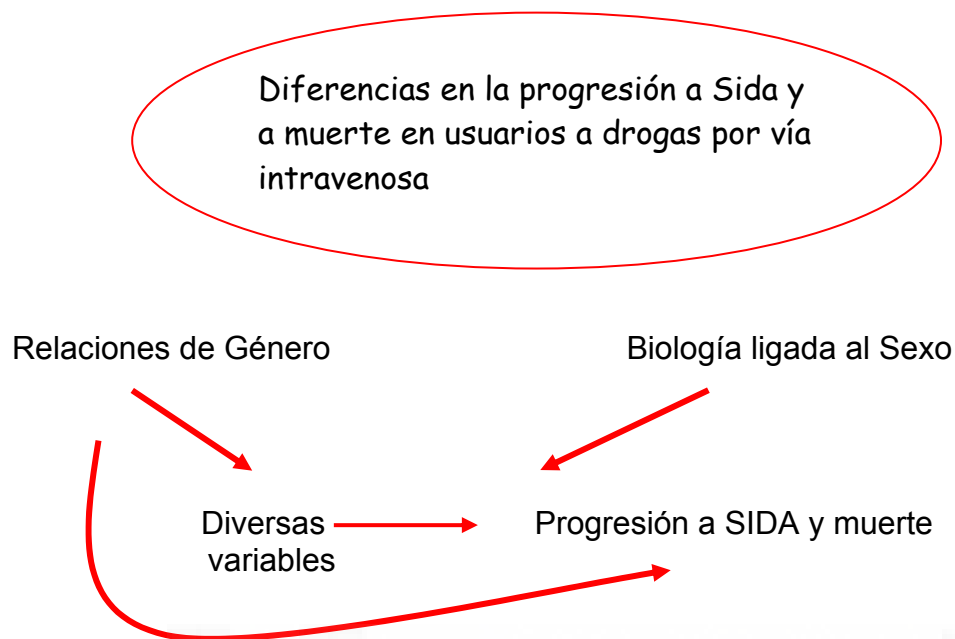 Diferencias en la progresión a Sida y
a muerte en usuarios a drogas por vía
intravenosa
Relaciones de Género
Biología ligada al Sexo
Diversas
variables
Progresión a SIDA y muerte